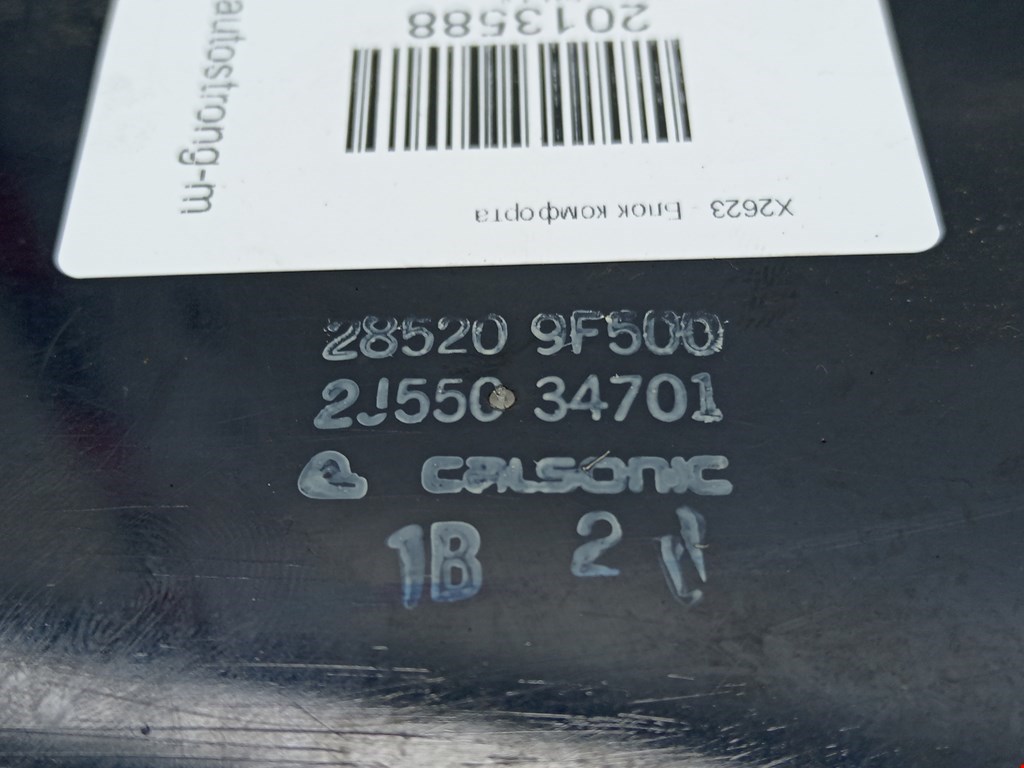 autostrong-m
2013588
X2623 Блок комфорта
28520 9F500
2J550 34701
CALSONIC
1B 2